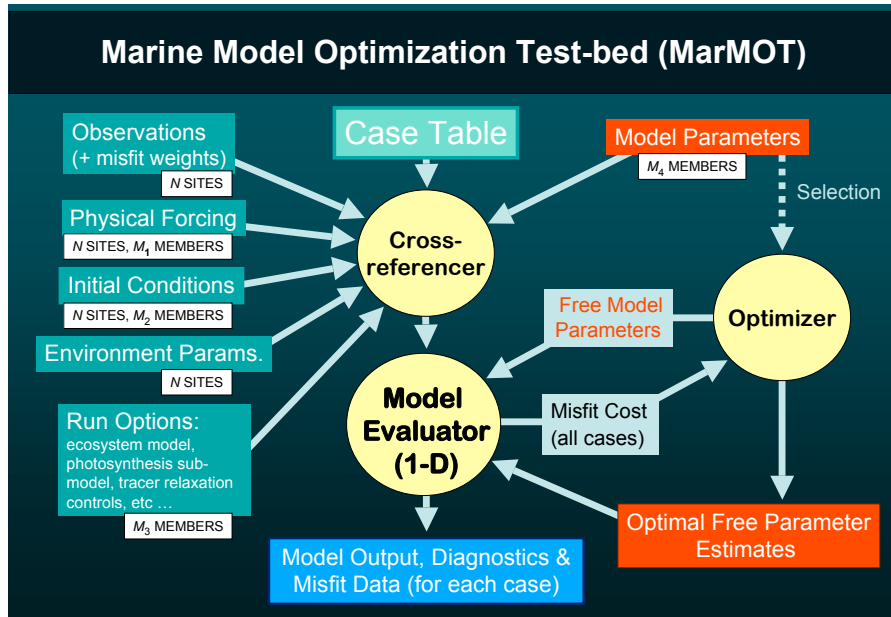 Marine Model Optimization Test-bed (MarMOT)
Observations
(+ misfit weights)
N SITES
Physical Forcing
N SITES, M1 MEMBERS
Initial Conditions
N SITES, M2 MEMBERS
Environment Params.
N SITES
Run Options:
ecosystem model,
photosynthesis sub-
model, tracer relaxation
controls, etc ...
M3 MEMBERS
Case Table
Cross-
referencer
Model
Evaluator
(1-D)
Model Output, Diagnostics &
Misfit Data (for each case)
Model Parameters
M4 MEMBERS
Selection
Free Model
Parameters
Optimizer
Misfit Cost
(all cases)
Optimal Free Parameter
Estimates